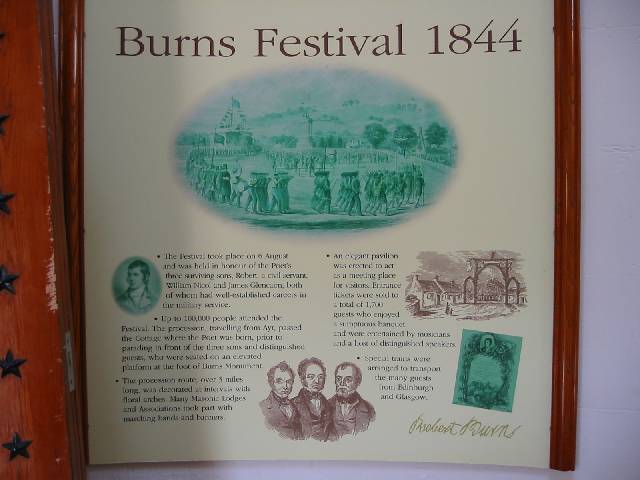 Burns Festival 1844
• The Festival took place on 6 August
and was held in honour of the Poet's
three surviving sons, Robert, a civil servant,
William Nicol and James Glencairn, both
of whom had well-established careers in
the military service.
• Up to 100,000 people attended the
Festival. The procession, travelling from Ayr, passed
the Cottage where the Poet was born, prior to
parading in front of the three sons and distinguished
guests, who were seated on an elevated
platform at the foot of Burns Monument.
• The procession route, over 3 miles
long, was decorated at intervals with
floral arches. Many Masonic Lodges
and Associations took part with
marching bands and banners.
• An elegant pavilion
was erected to act
as a meeting place
for visitors. Entrance
tickets were sold to
a total of 1,700
guests who enjoyed
a sumptuous banquet
and were entertained by musicians
and a host of distinguished speakers.
• Special trains were
arranged to transport
the many guests
from Edinburgh
and Glasgow.
Robert Burns